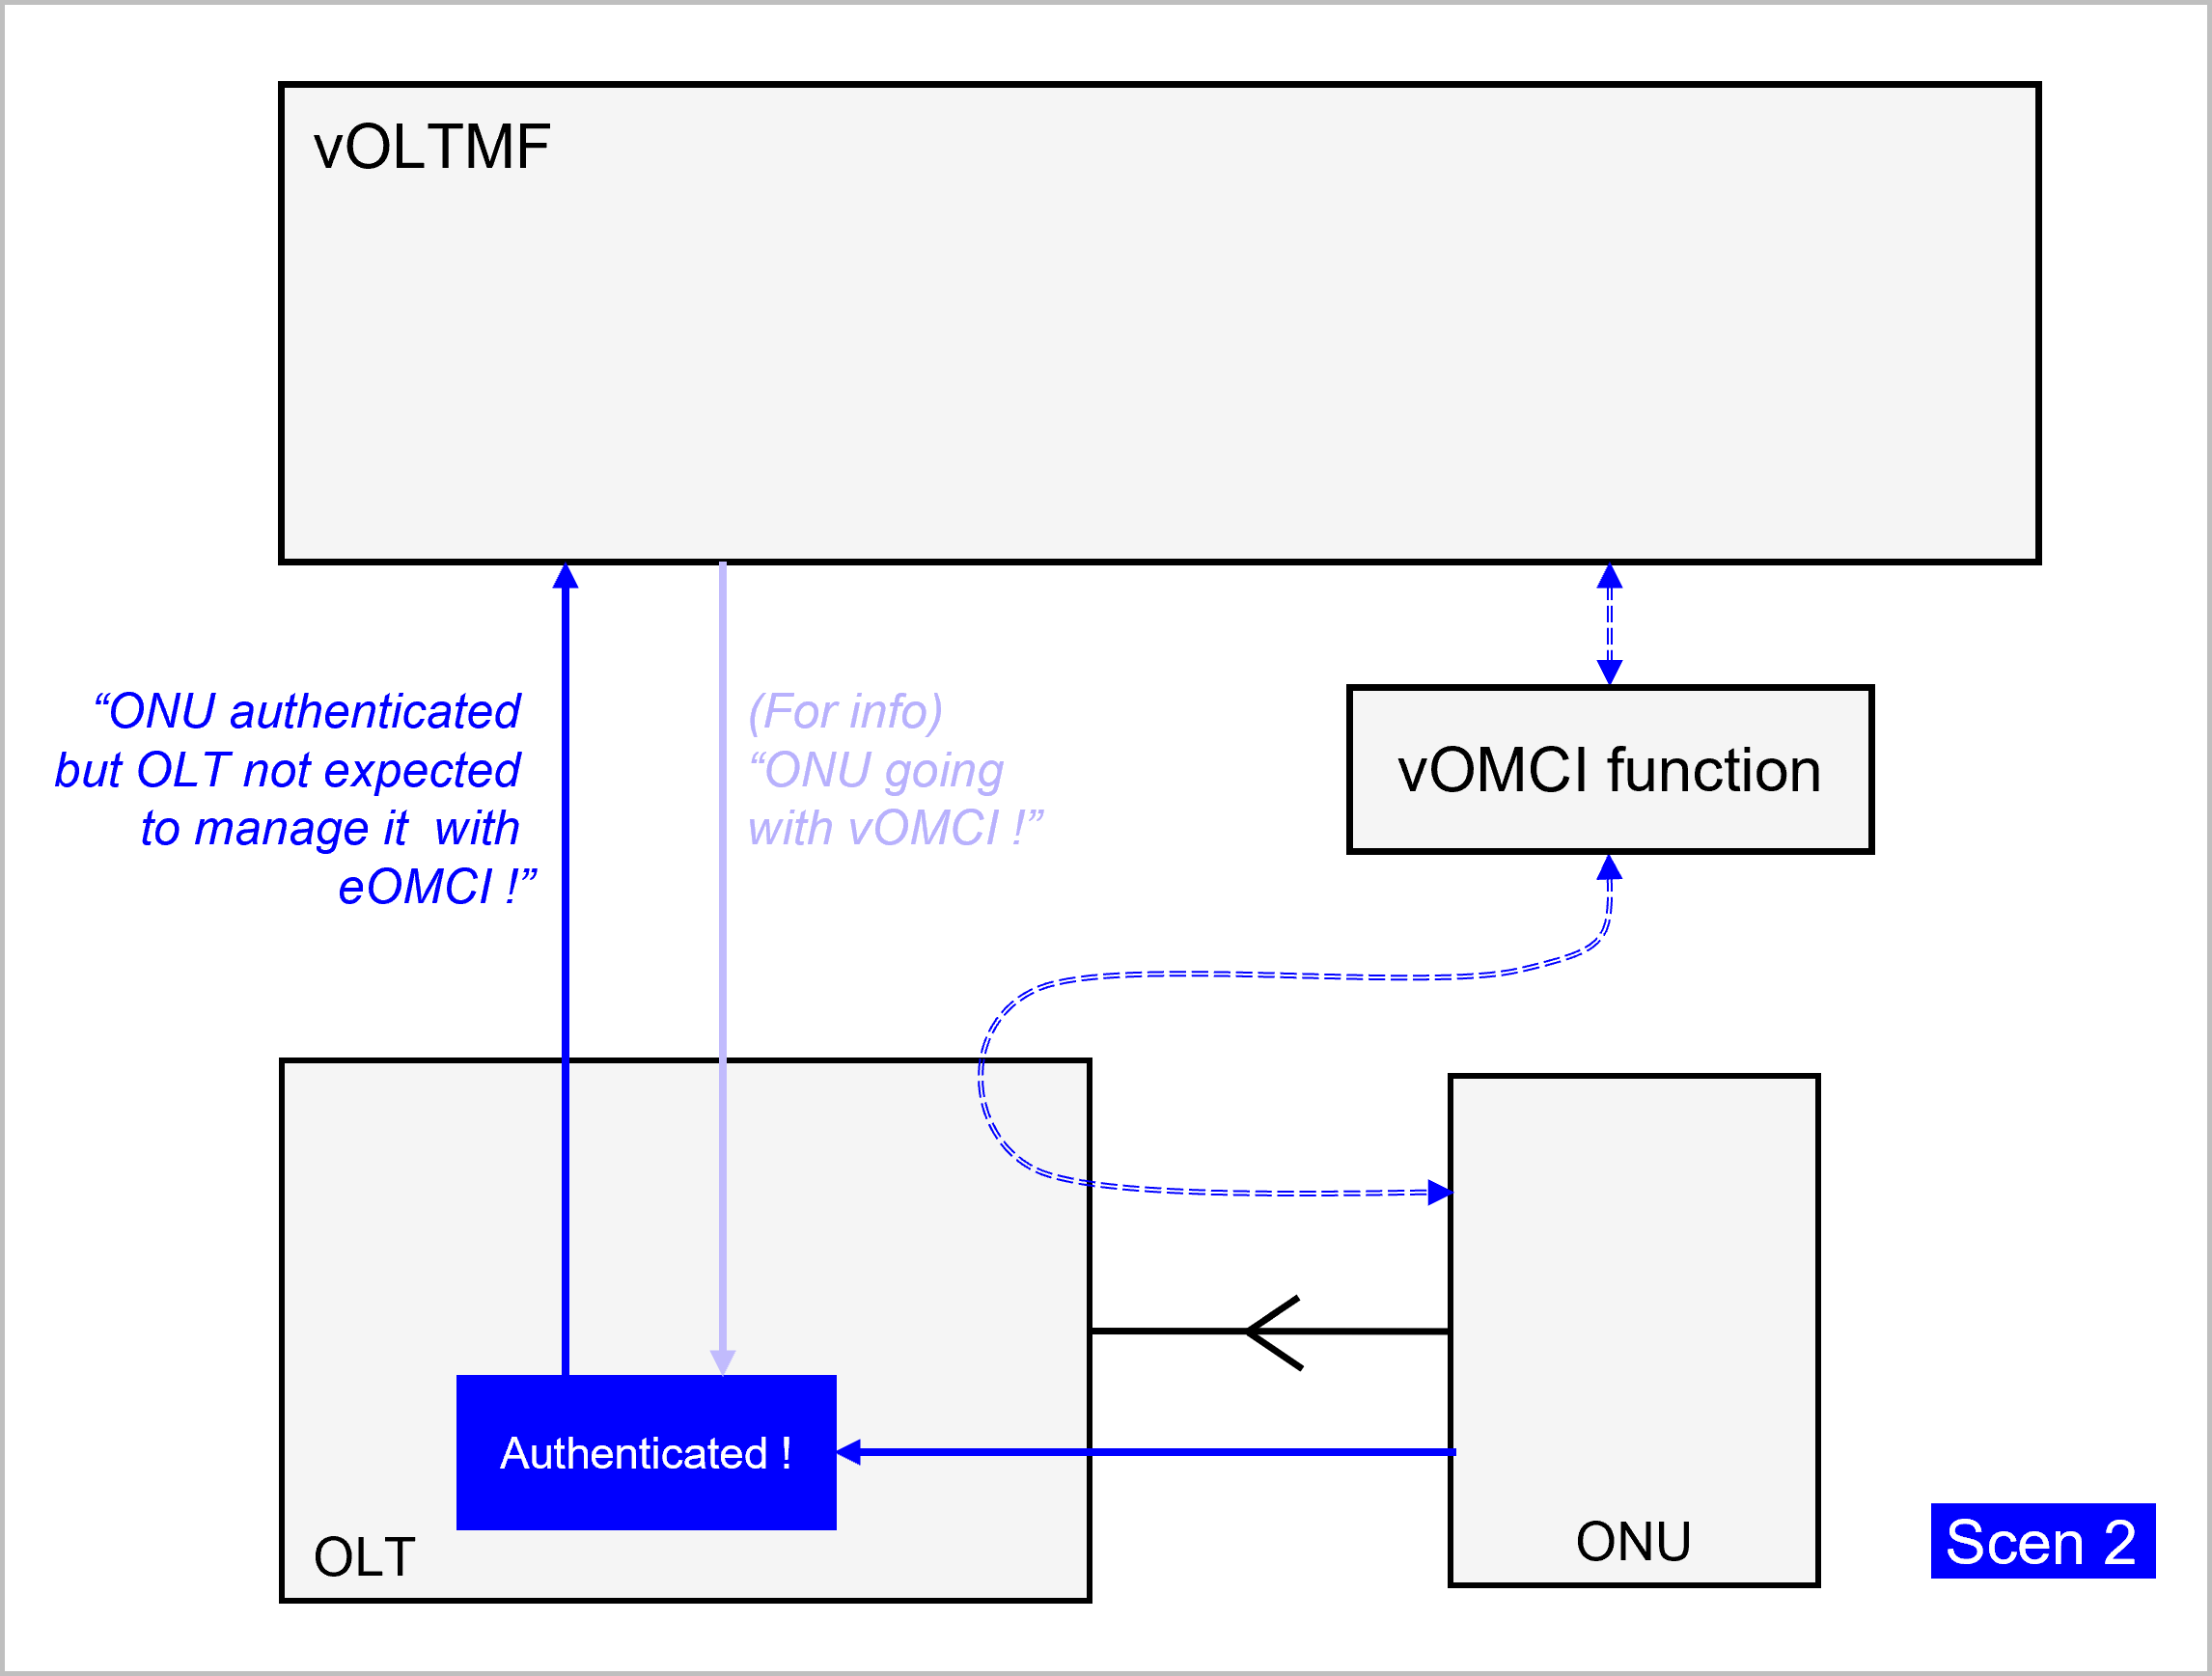 vOLTMF
“ONU authenticated
but OLT not expected
to manage it  with
eOMCI !”
(For info)
“ONU going
with vOMCI !”
vOMCI function
Authenticated !
OLT
ONU
Scen 2